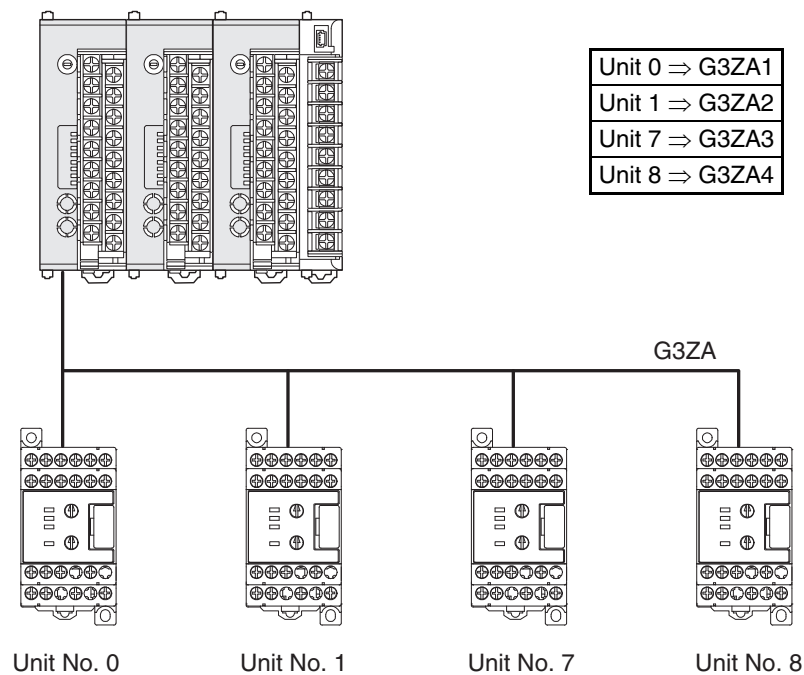 Unit 0 ⇒ G3ZA1
Unit 1 ⇒ G3ZA2
Unit 7 ⇒ G3ZA3
Unit 8 ⇒ G3ZA4
G3ZA
Unit No. 0
Unit No. 1
Unit No. 7
Unit No. 8